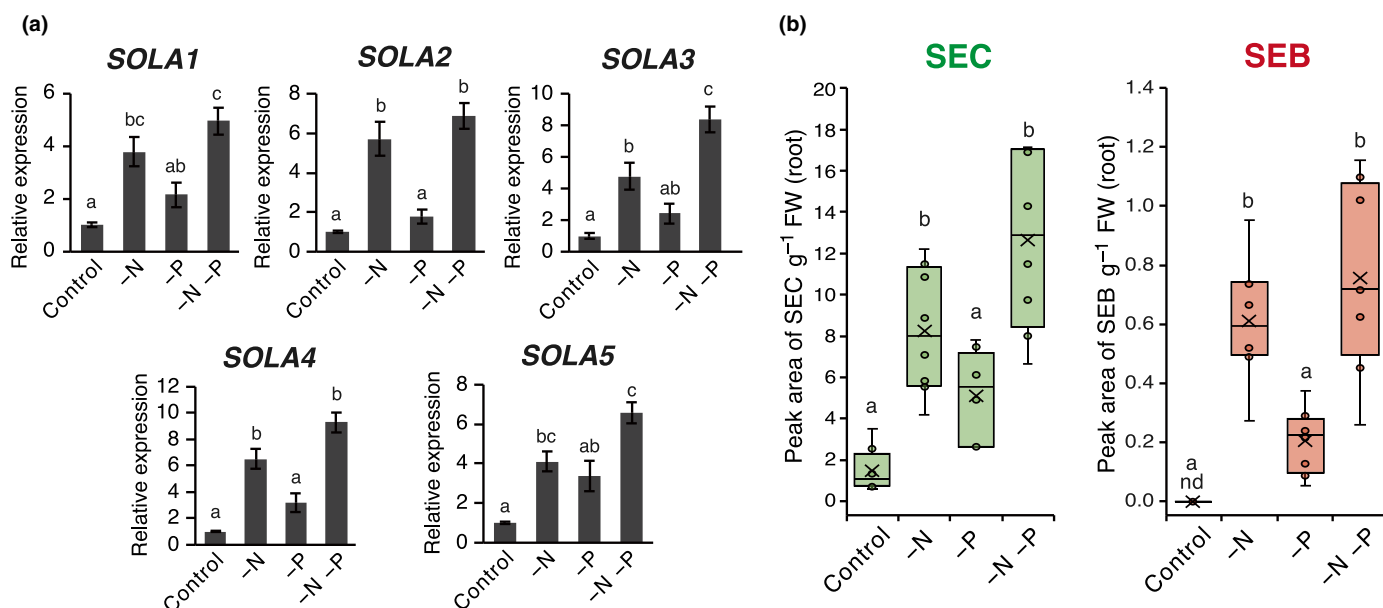 (a)
SOLA1
Relative expression
6
4
2
0
a
bc
ab
c
Control
–N
–P
–N –P
SOLA2
Relative expression
8
6
4
2
0
a
b
a
b
Control
–N
–P
–N –P
SOLA3
Relative expression
10
8
6
4
2
0
a
b
ab
c
Control
–N
–P
–N –P
SOLA4
Relative expression
12
10
8
6
4
2
0
a
b
a
b
Control
–N
–P
–N –P
SOLA5
Relative expression
8
6
4
2
0
a
bc
ab
c
Control
–N
–P
–N –P
(b)
SEC
Peak area of SEC g–1 FW (root)
20
18
16
14
12
10
8
6
4
2
0
a
b
a
b
Control
–N
–P
–N –P
SEB
Peak area of SEB g–1 FW (root)
1.4
1.2
1.0
0.8
0.6
0.4
0.2
0.0
a
nd
b
a
b
Control
–N
–P
–N –P